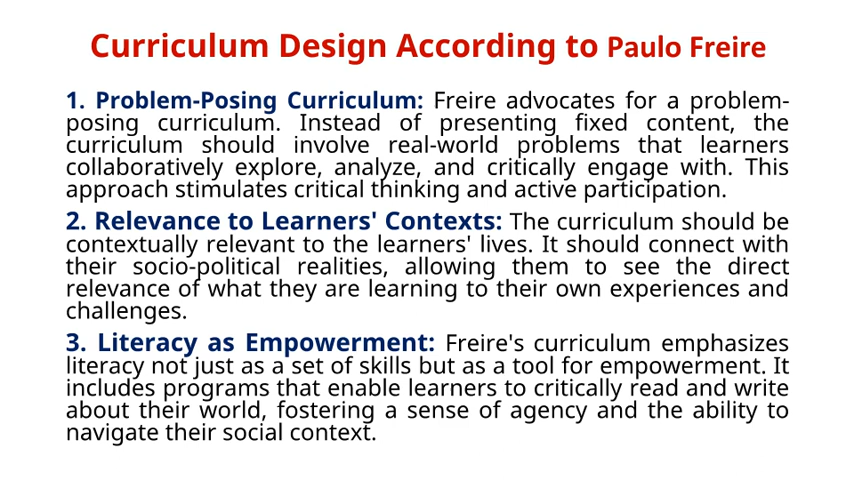 Curriculum Design According to Paulo Freire
1. Problem-Posing Curriculum: Freire advocates for a problem-
posing curriculum. Instead of presenting fixed content, the
curriculum should involve real-world problems that learners
collaboratively explore, analyze, and critically engage with. This
approach stimulates critical thinking and active participation.
2. Relevance to Learners' Contexts: The curriculum should be
contextually relevant to the learners' lives. It should connect with
their socio-political realities, allowing them to see the direct
relevance of what they are learning to their own experiences and
challenges.
3. Literacy as Empowerment: Freire's curriculum emphasizes
literacy not just as a set of skills but as a tool for empowerment. It
includes programs that enable learners to critically read and write
about their world, fostering a sense of agency and the ability to
navigate their social context.